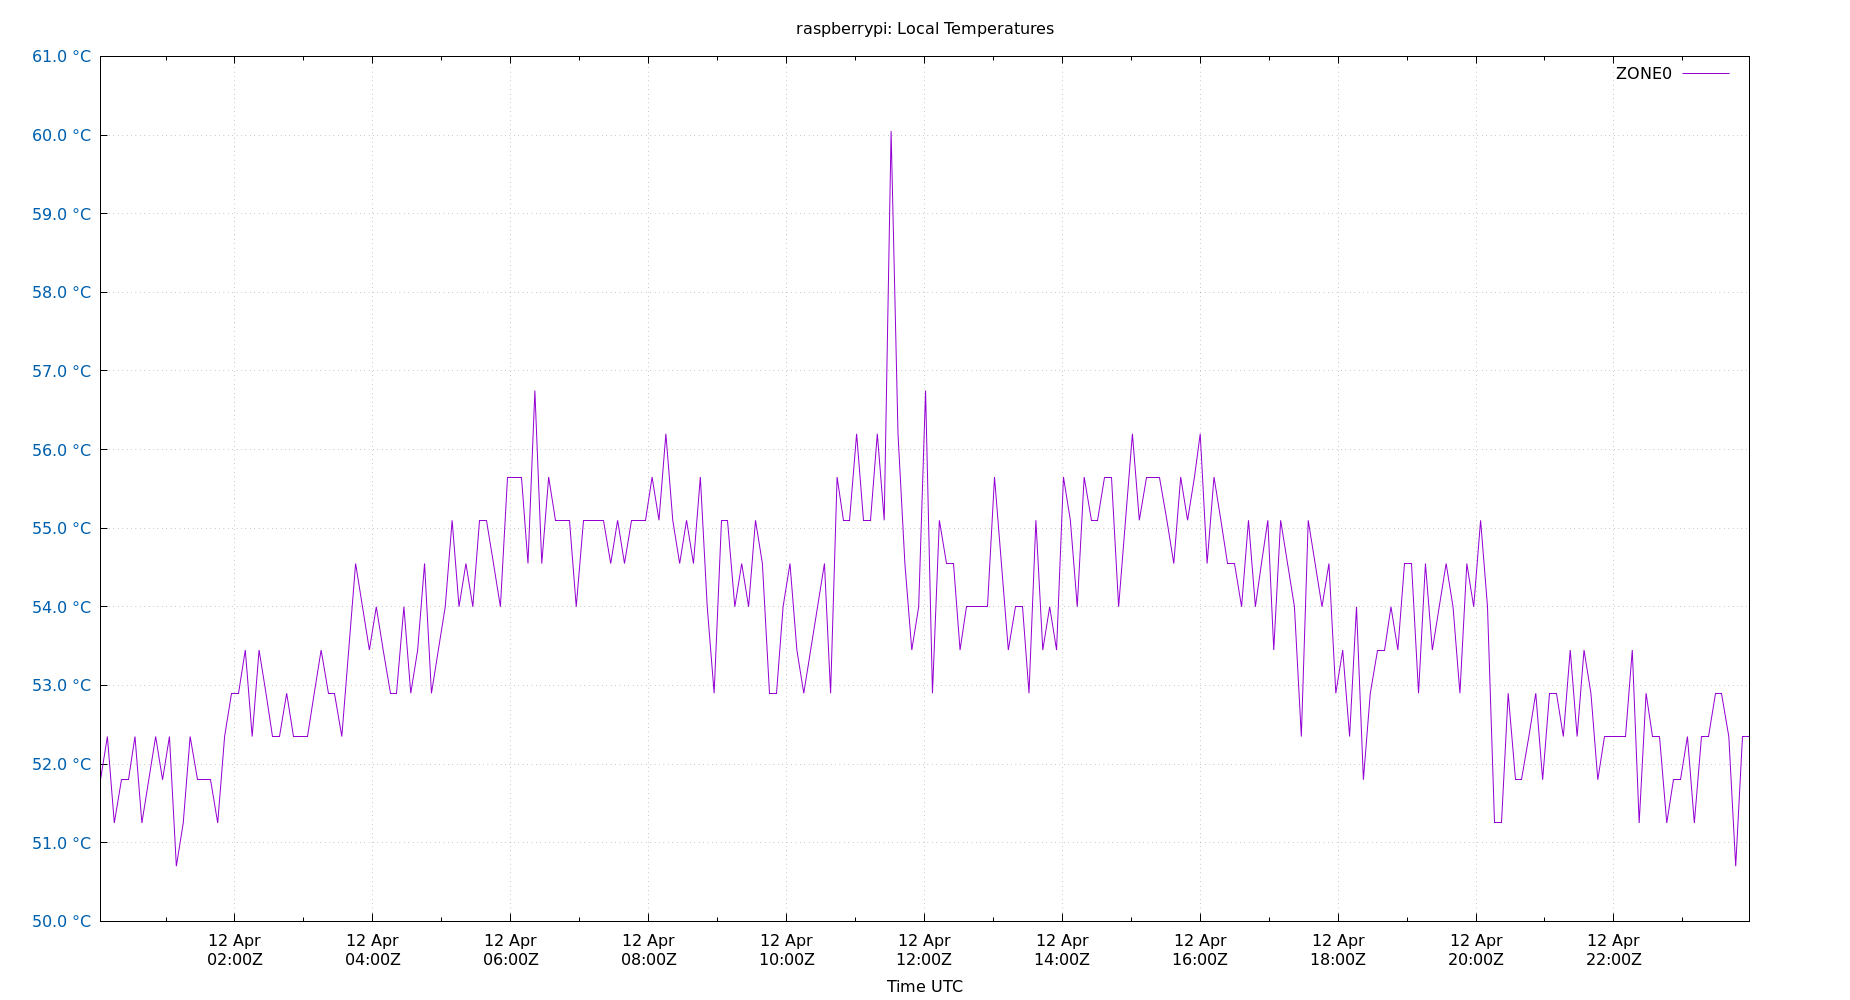 raspberrypi: Local Temperatures
61.0 °C
ZONE0
60.0 °C
59.0 °C
58.0 °C
57.0 °C
56.0 °C
55.0 °C
54.0 °C
53.0 °C
52.0 °C
51.0 °C
50.0 °C
12 Apr 12 Apr 12 Apr 12 Apr 12 Apr 12 Apr 12 Apr 12 Apr 12 Apr 12 Apr 12 Apr
02:00Z 04:00Z 06:00Z 08:00Z 10:00Z 12:00Z 14:00Z 16:00Z 18:00Z 20:00Z 22:00Z
Time UTC